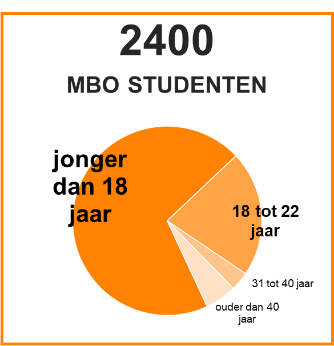 2400
MBO STUDENTEN
jonger
dan 18
jaar
18 tot 22
jaar
31 tot 40 jaar
ouder dan 40
jaar